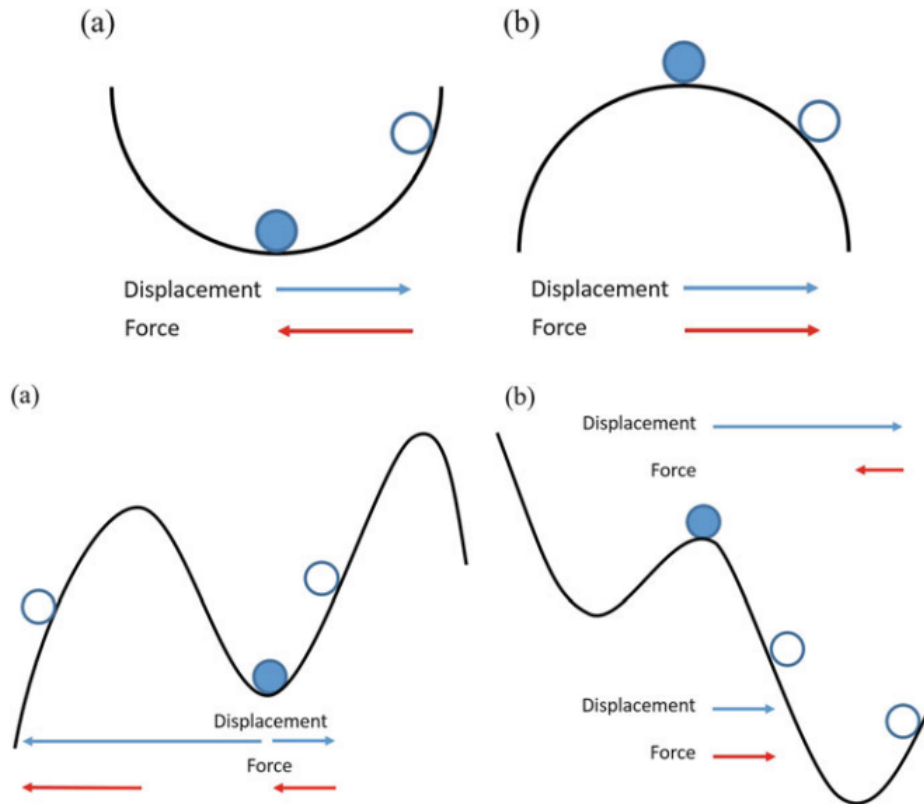 (a)
Displacement
Force
(b)
Displacement
Force
(a)
Displacement
Force
(b)
Displacement
Force
Displacement
Force